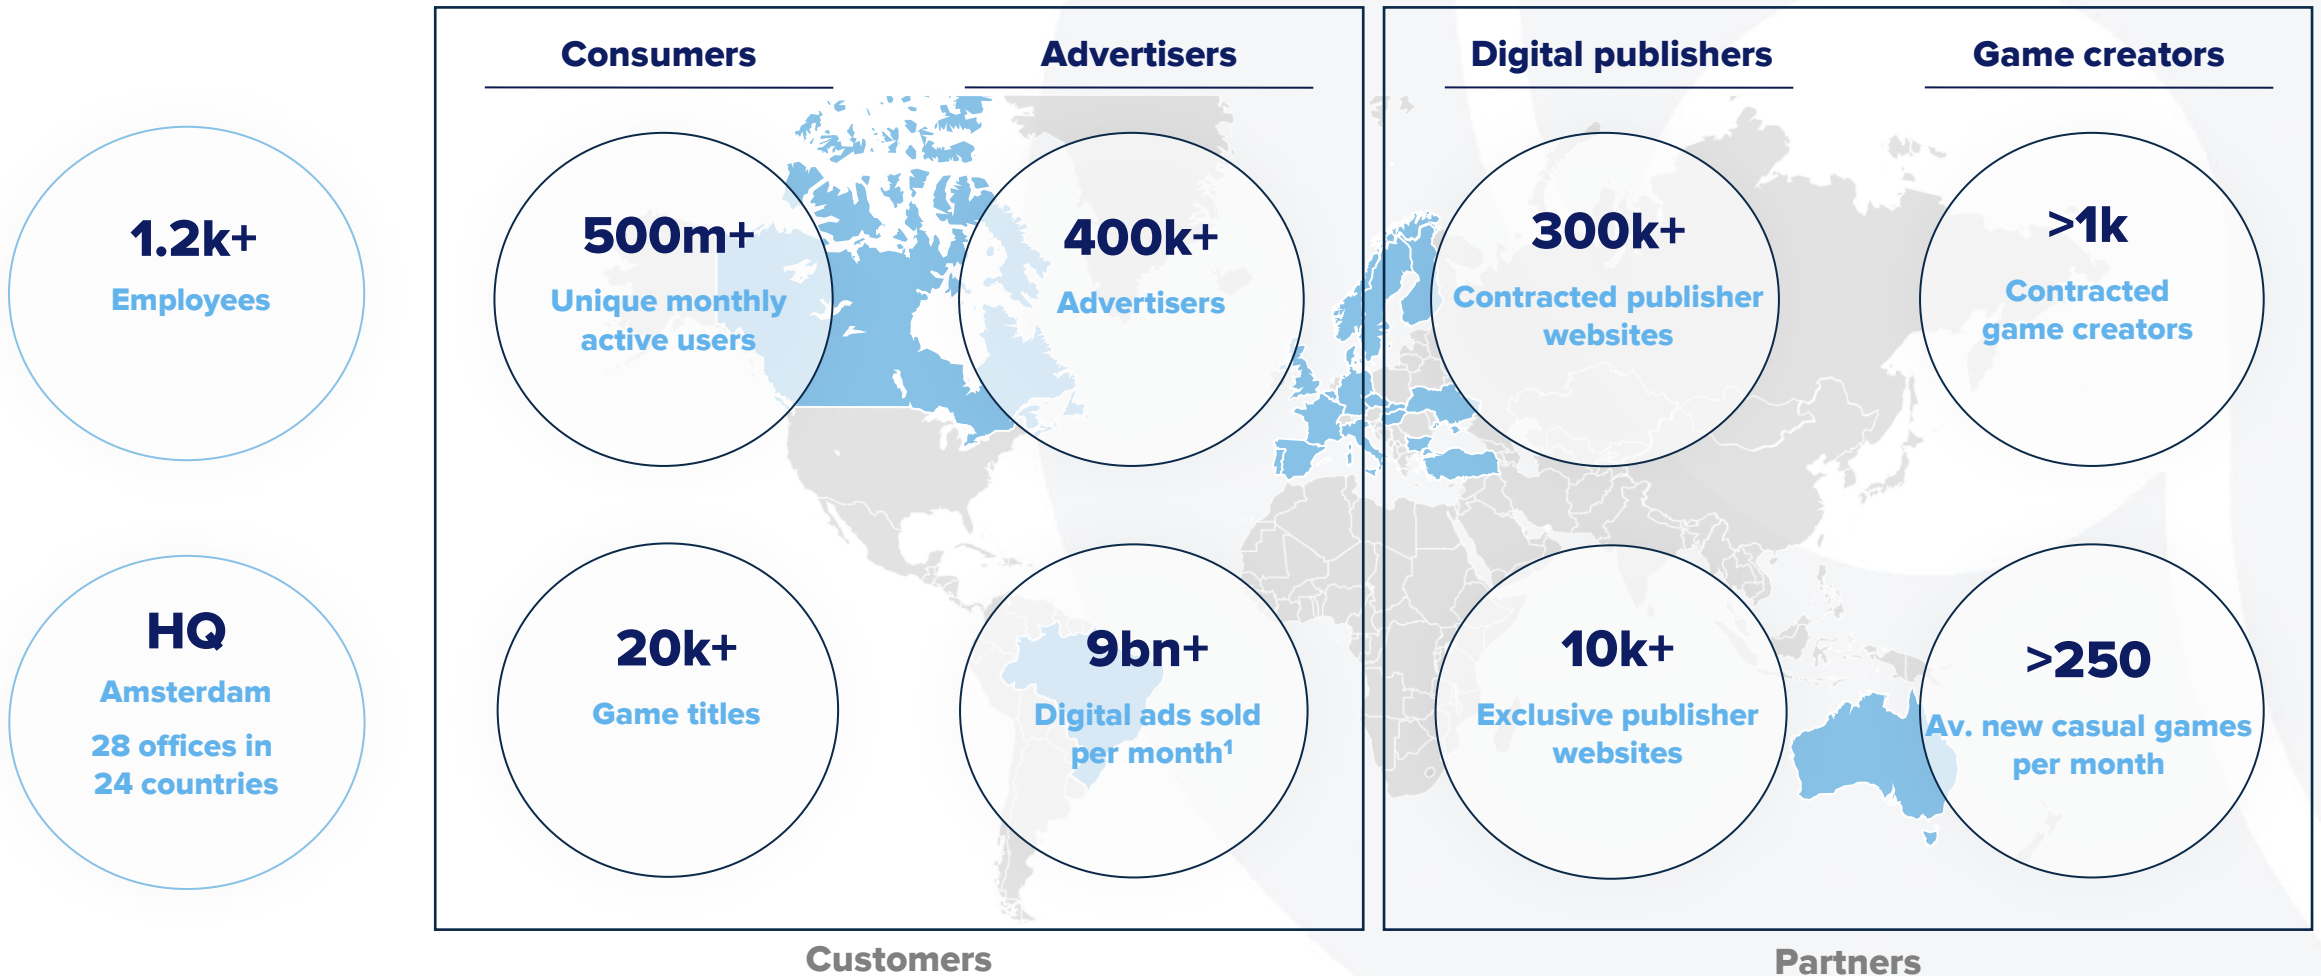 1.2k+
Employees
HQ
Amsterdam
28 offices in
24 countries
Consumers
500m+
Unique monthly
active users
20k+
Game titles
Advertisers
400k+
Advertisers
9bn+
Digital ads sold
per month¹
Customers
Digital publishers
300k+
Contracted publisher
websites
10k+
Exclusive publisher
websites
Game creators
>1k
Contracted
game creators
>250
Av. new casual games
per month
Partners